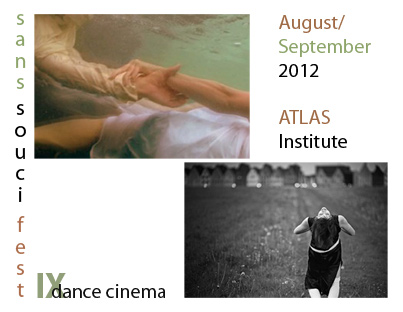 sans souci fest
August/
September
2012
ATLAS
Institute
IX dance cinema